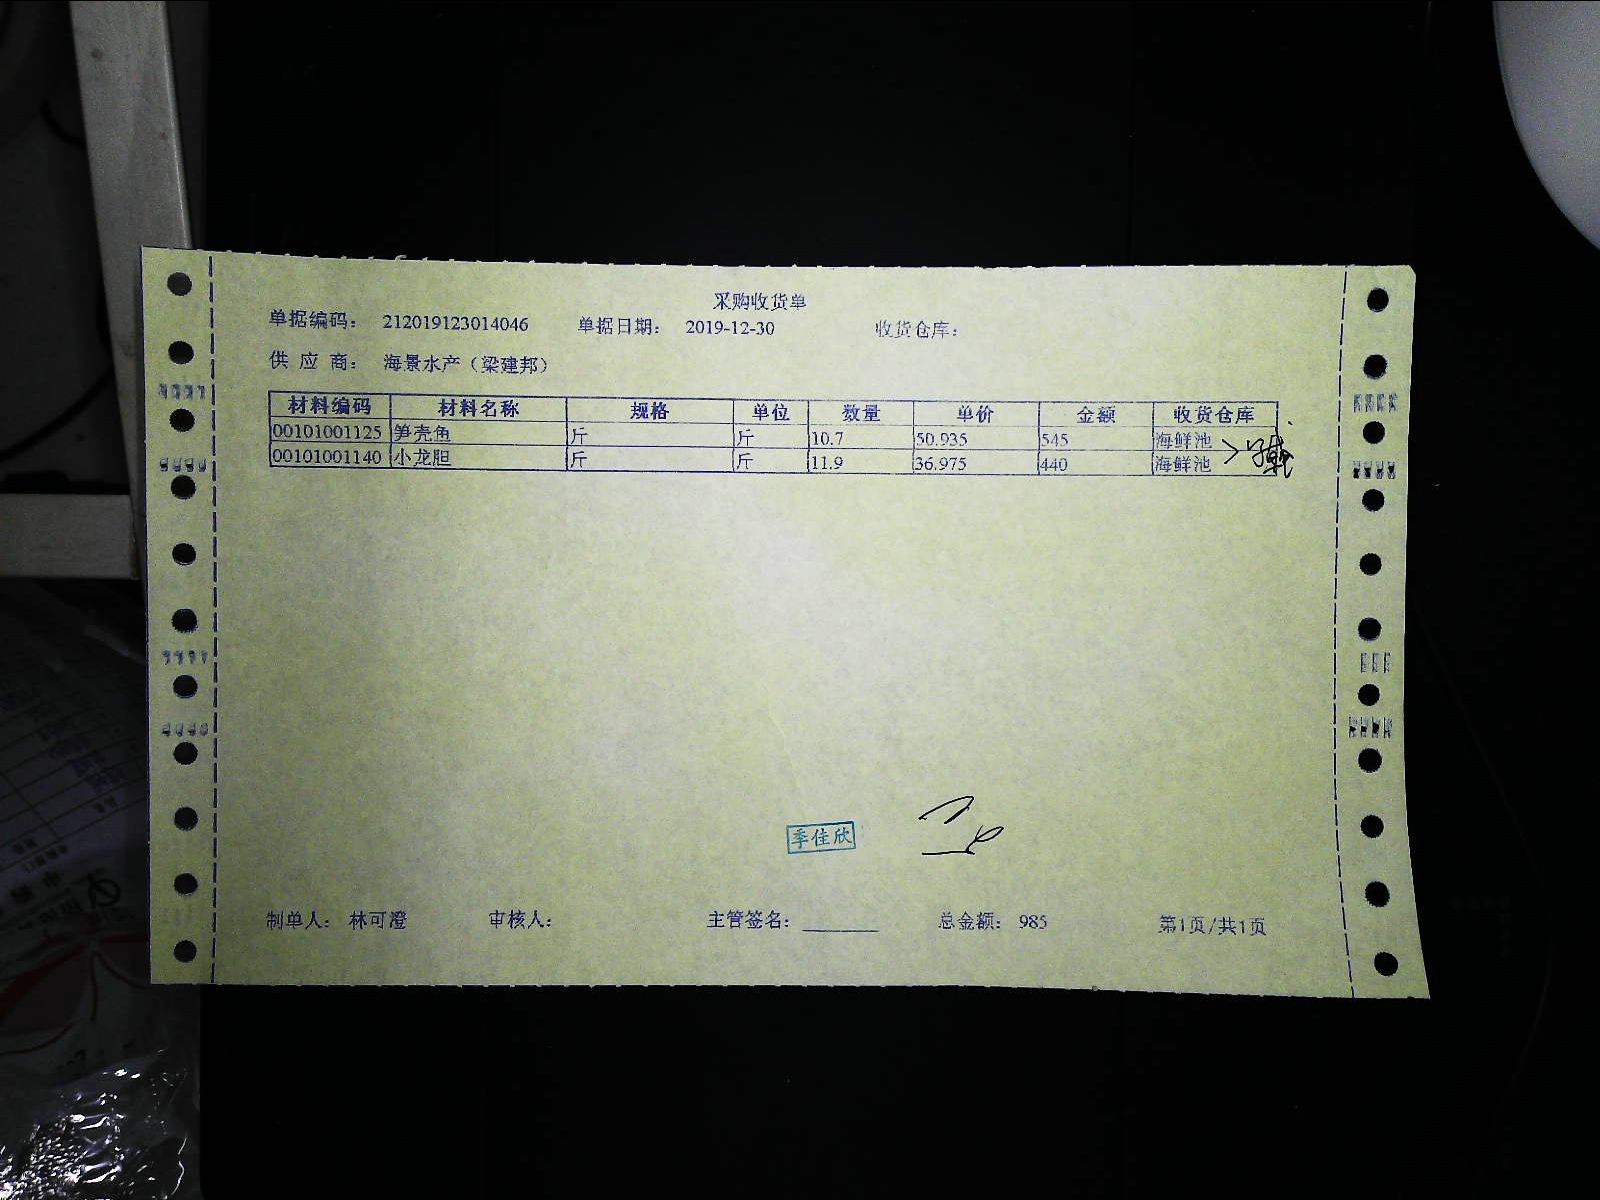 采购收货单
单据编码： 212019123014046 单据日期： 2019-12-30 收货仓库：
供 应 商： 海景水产（梁建邦）
材料编码 材料名称 规格 单位 数量 单价 金额 收货仓库
00101001125 笋壳鱼 斤 斤 10.7 50.935 545 海鲜池
00101001140 小龙胆 斤 斤 11.9 36.975 440 海鲜池
季佳欣
制单人： 林可澄 审核人： 主管签名： 总金额： 985 第1页/共1页